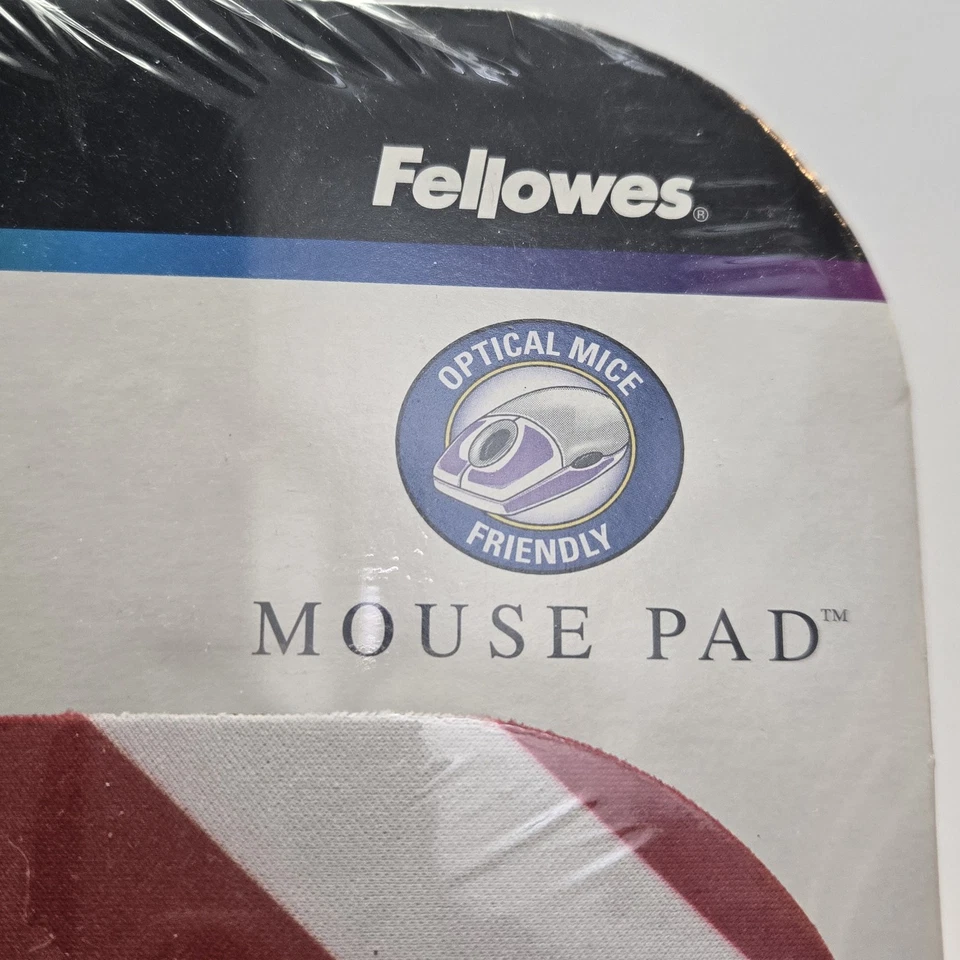 Fellowes®
OPTICAL MICE
FRIENDLY
MOUSE PAD™